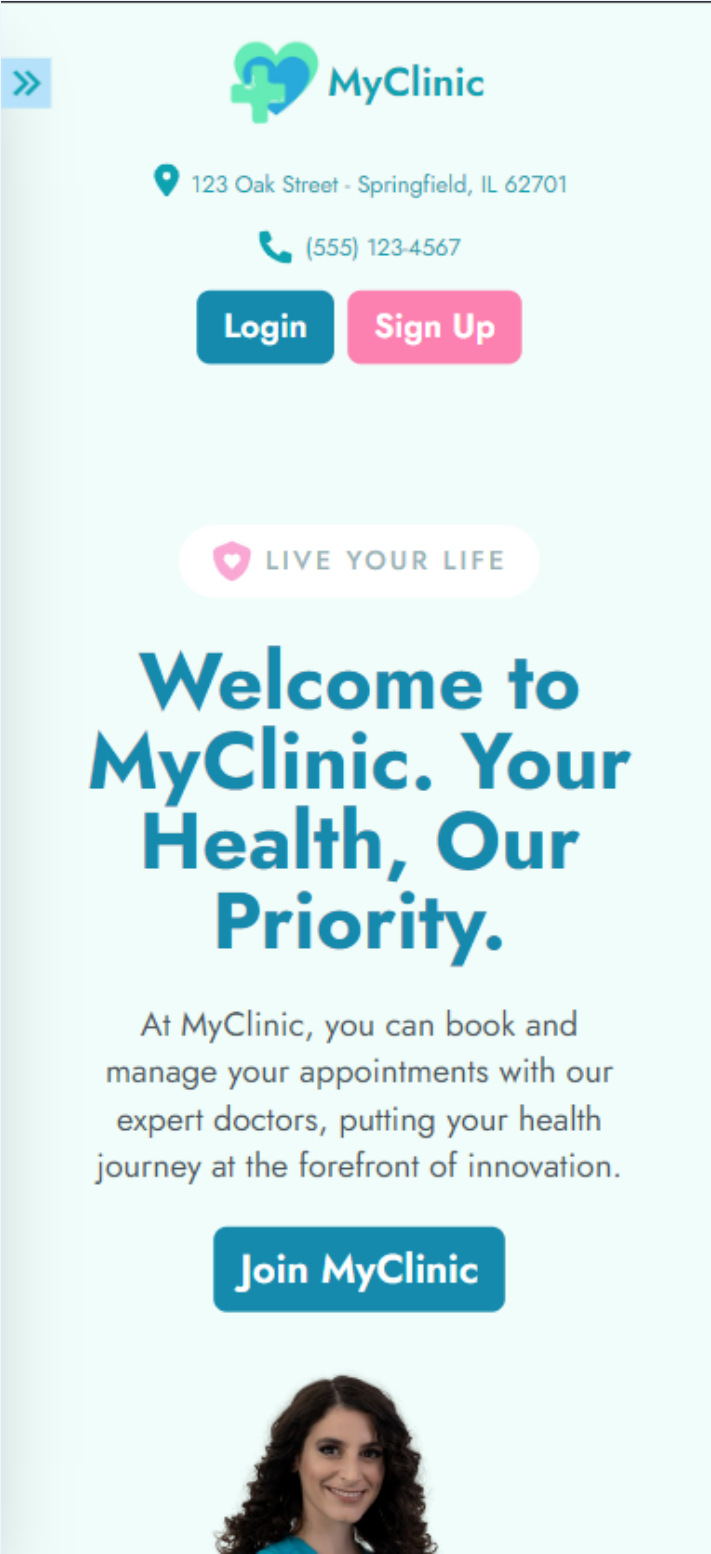 MyClinic
123 Oak Street - Springfield, IL 62701
(555) 123-4567
Login Sign Up
LIVE YOUR LIFE
Welcome to
MyClinic. Your
Health, Our
Priority.
At MyClinic, you can book and
manage your appointments with our
expert doctors, putting your health
journey at the forefront of innovation.
Join MyClinic